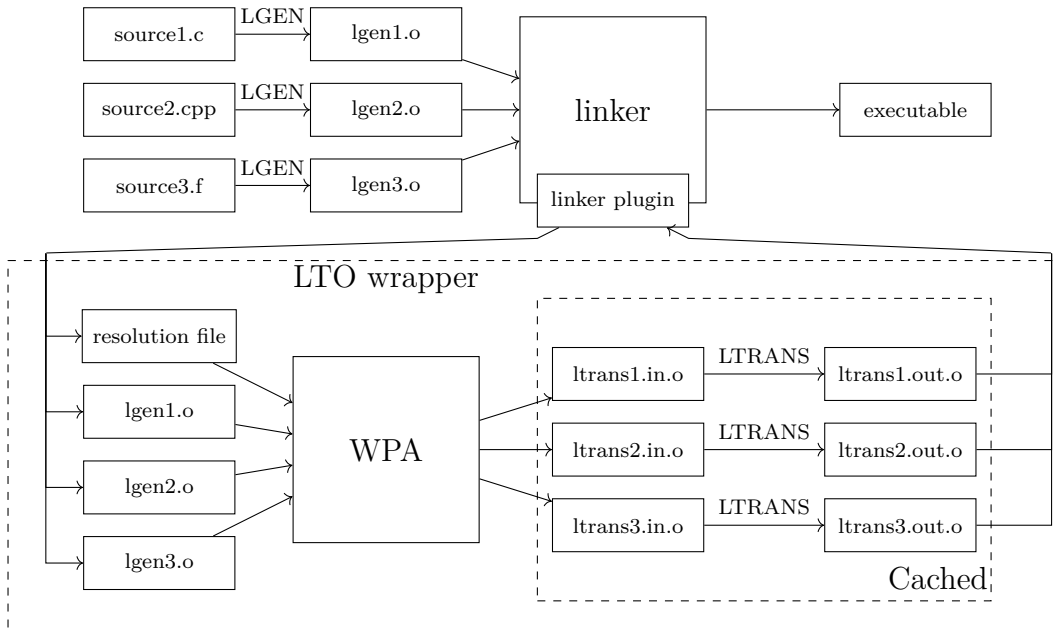 source1.c
LGEN
lgen1.o
source2.cpp
LGEN
lgen2.o
source3.f
LGEN
lgen3.o
linker
linker plugin
executable
LTO wrapper
resolution file
lgen1.o
lgen2.o
lgen3.o
WPA
ltrans1.in.o
LTRANS
ltrans1.out.o
ltrans2.in.o
LTRANS
ltrans2.out.o
ltrans3.in.o
LTRANS
ltrans3.out.o
Cached